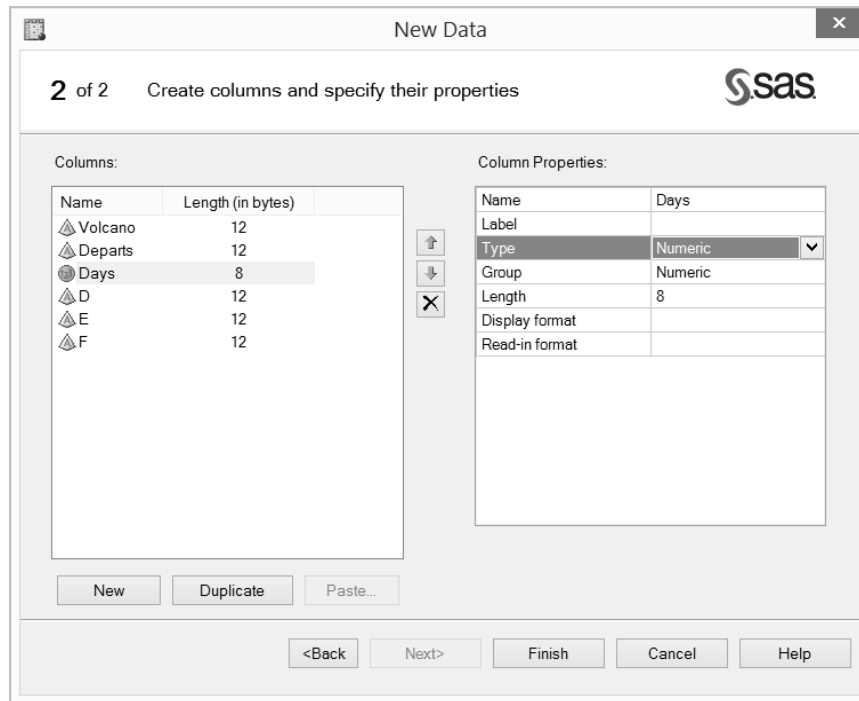 New Data
2 of 2 Create columns and specify their properties
sas
Columns:
Name Length (in bytes)
Volcano 12
Departs 12
Days 8
D 12
E 12
F 12
New Duplicate Paste...
Column Properties:
Name Days
Label
Type Numeric
Group Numeric
Length 8
Display format
Read-in format
<Back Next> Finish Cancel Help